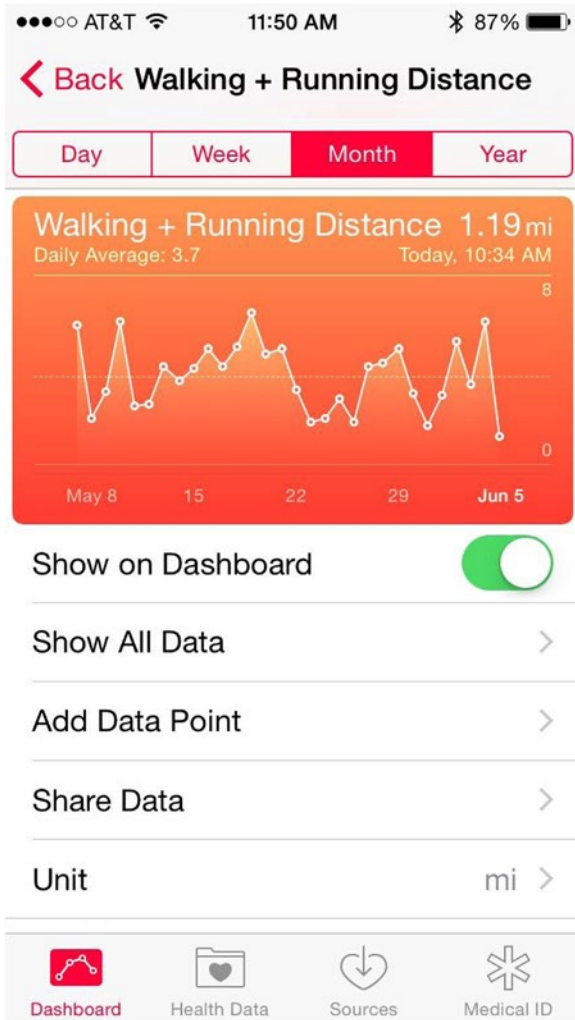 AT&T 11:50 AM 87%
Back Walking + Running Distance
Day Week Month Year
Walking + Running Distance 1.19 mi
Daily Average: 3.7 Today, 10:34 AM
8
0
May 8 15 22 29 Jun 5
Show on Dashboard
Show All Data
Add Data Point
Share Data
Unit mi
Dashboard Health Data Sources Medical ID